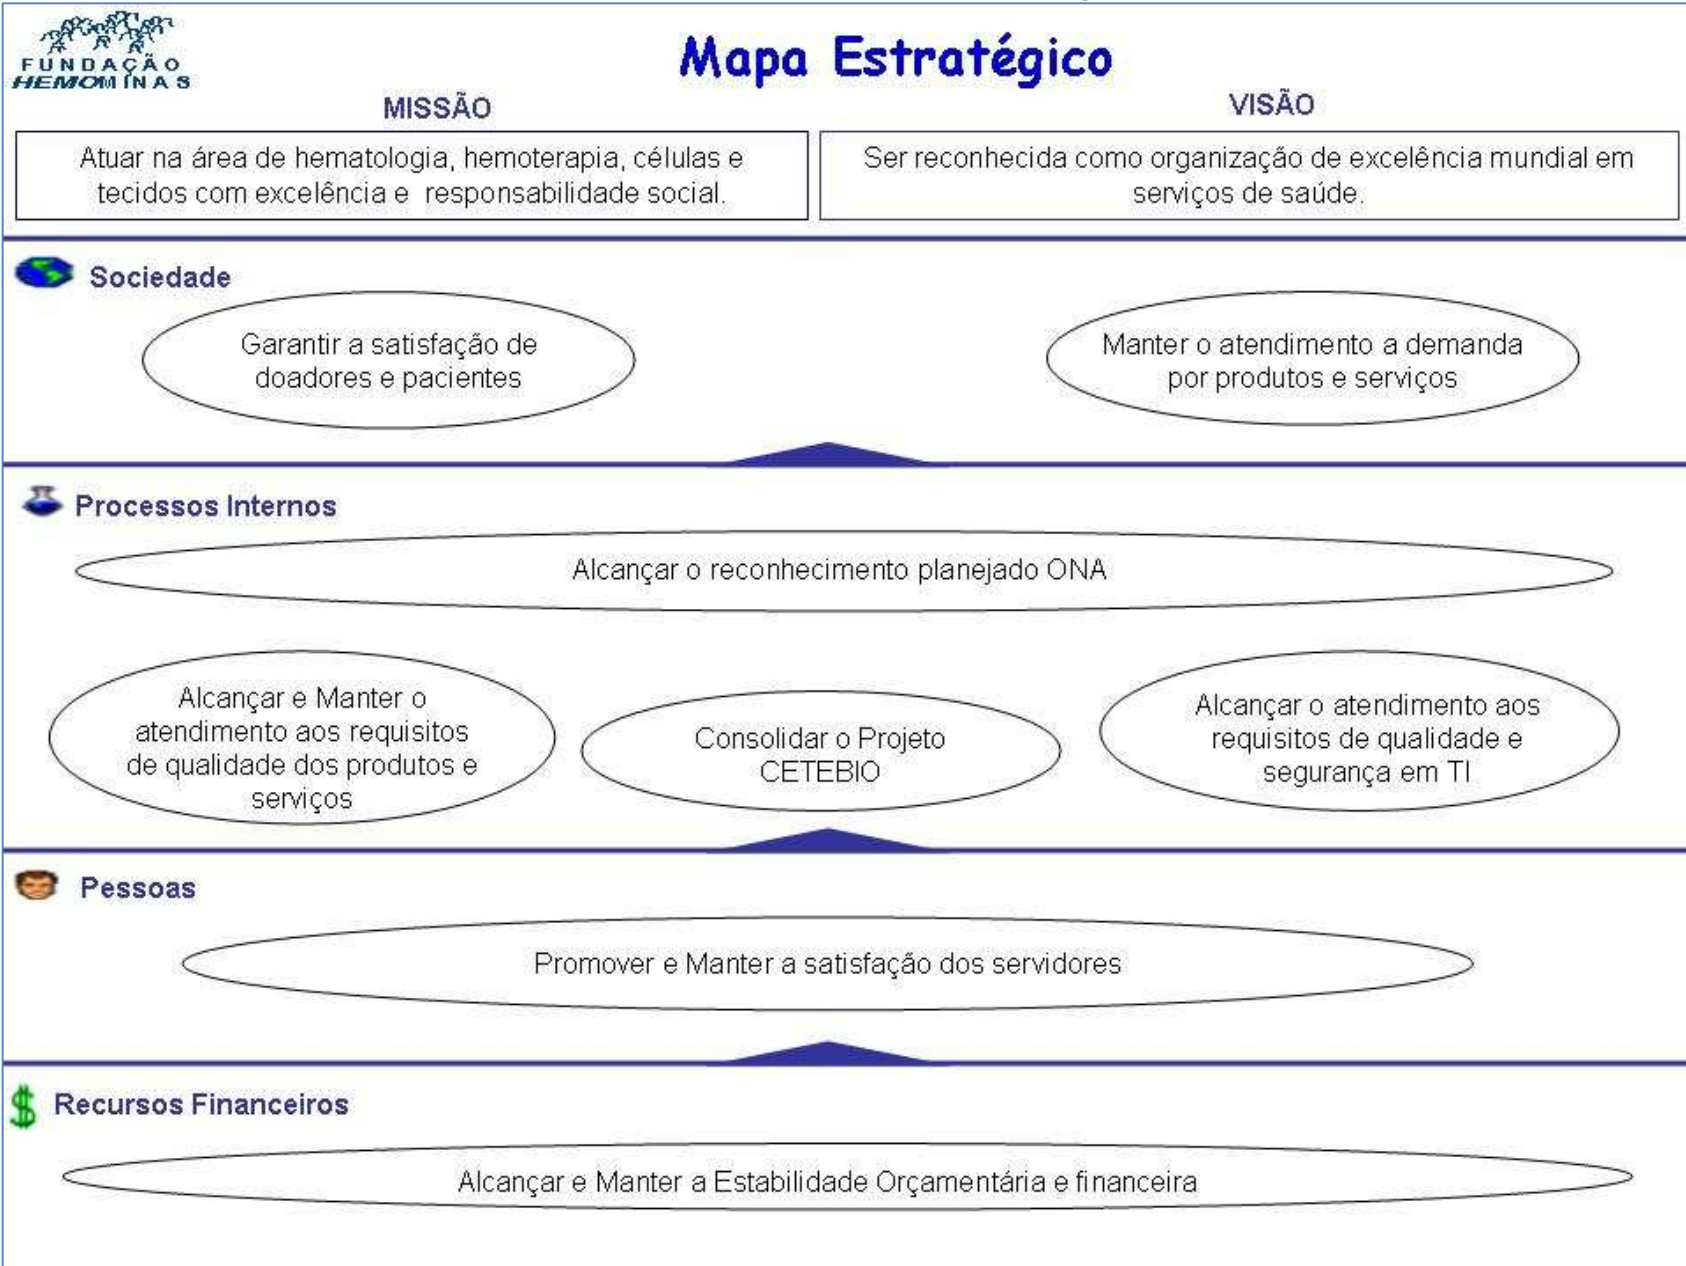 FUNDAÇÃO
HEMOMINAS
Mapa Estratégico
MISSÃO
Atuar na área de hematologia, hemoterapia, células e
tecidos com excelência e responsabilidade social.
VISÃO
Ser reconhecida como organização de excelência mundial em
serviços de saúde.
Sociedade
Garantir a satisfação de
doadores e pacientes
Manter o atendimento a demanda
por produtos e serviços
Processos Internos
Alcançar o reconhecimento planejado ONA
Alcançar e Manter o
atendimento aos requisitos
de qualidade dos produtos e
serviços
Consolidar o Projeto
CETEBIO
Alcançar o atendimento aos
requisitos de qualidade e
segurança em TI
Pessoas
Promover e Manter a satisfação dos servidores
$ Recursos Financeiros
Alcançar e Manter a Estabilidade Orçamentária e financeira